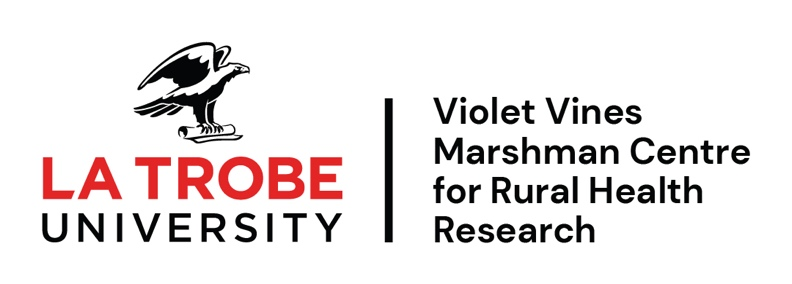 LA TROBE
UNIVERSITY
Violet Vines
Marshman Centre
for Rural Health
Research